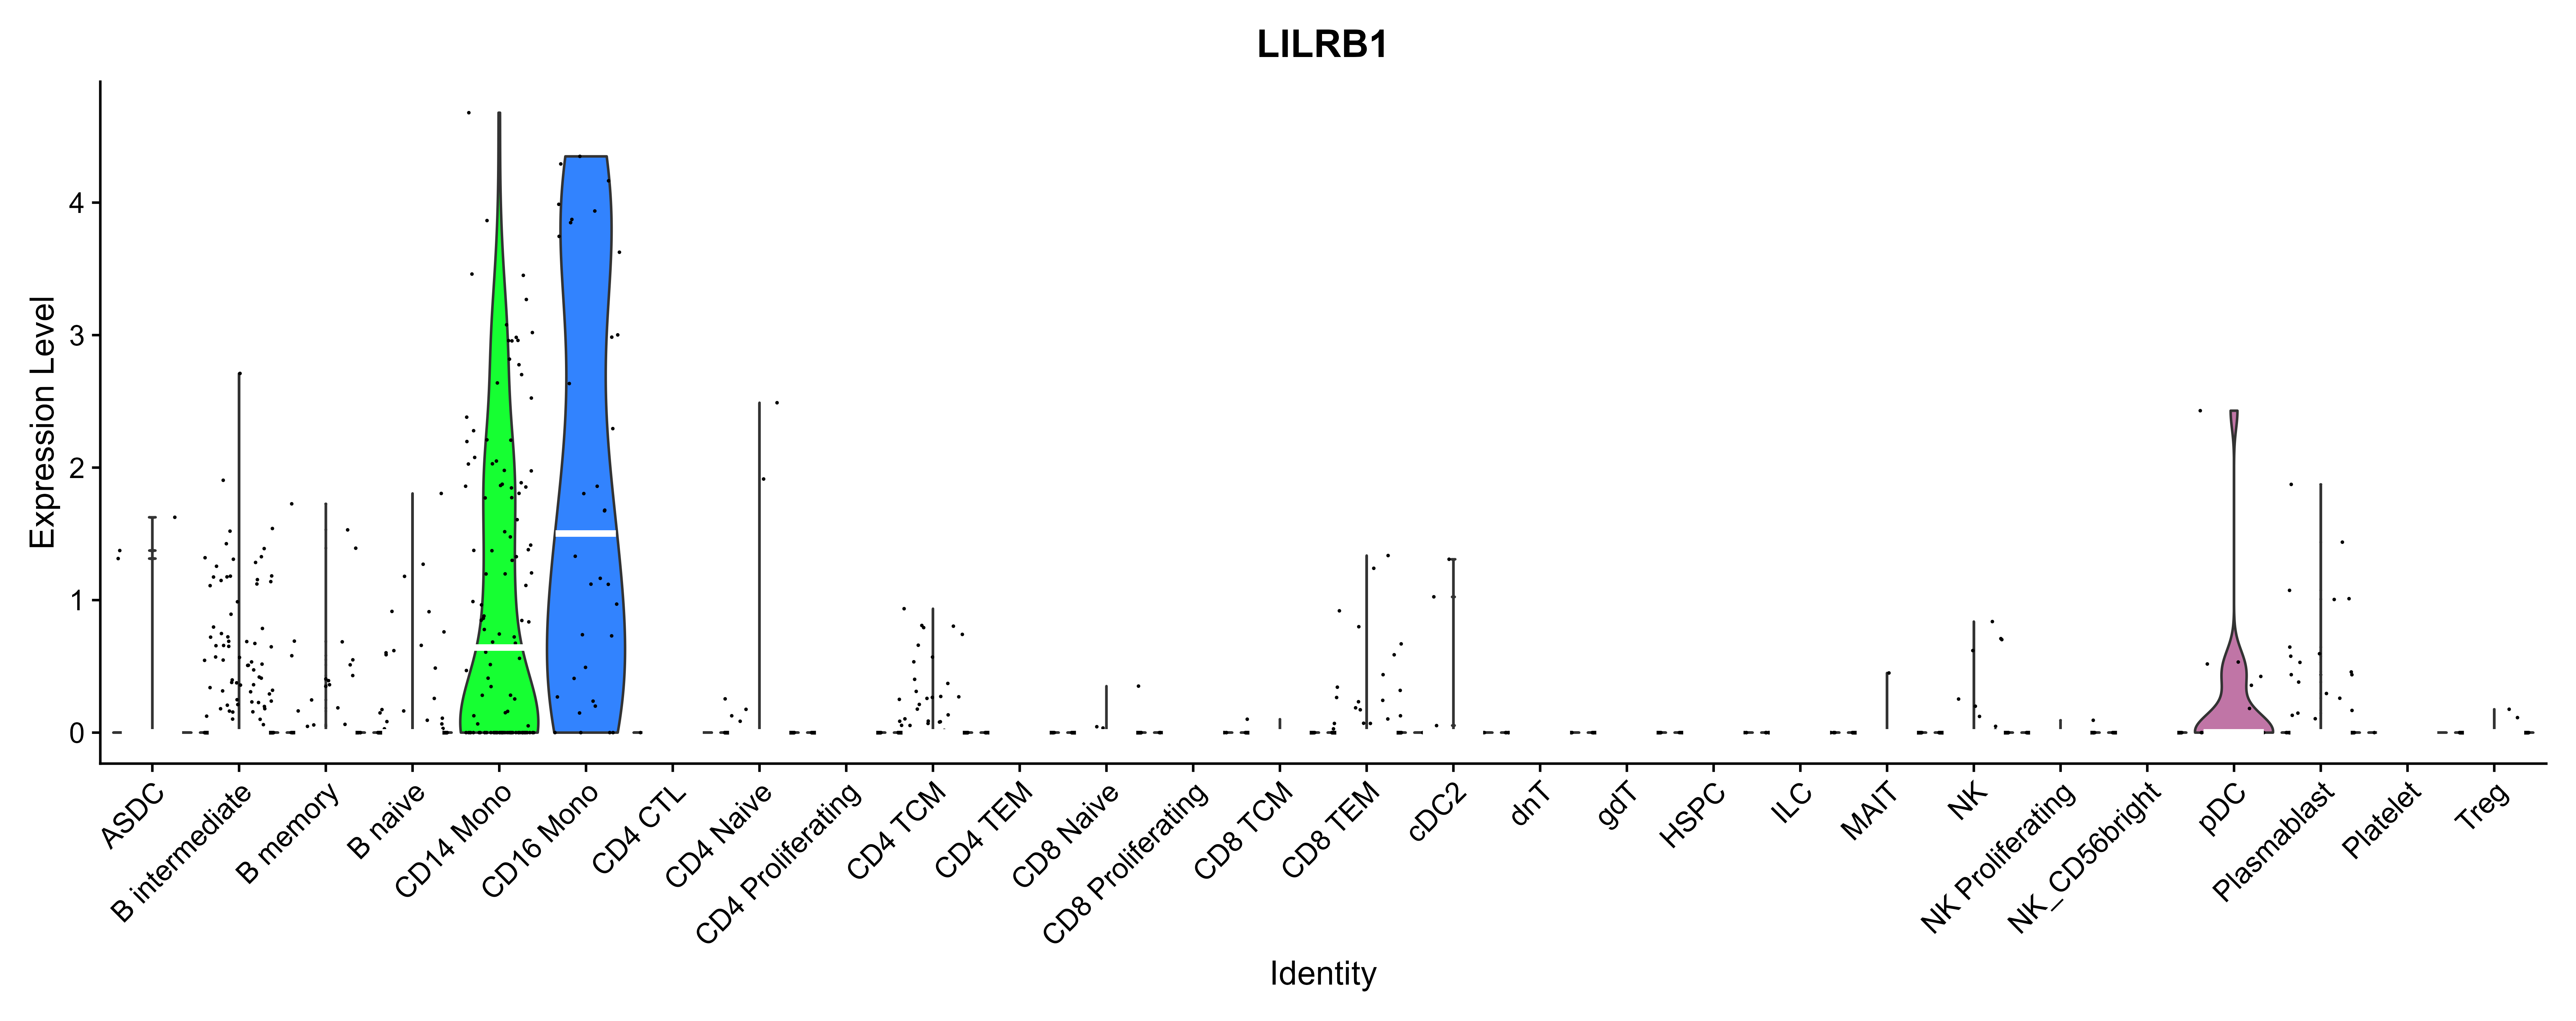 LILRB1
Expression Level
4
3
2
1
0
ASDC
B intermediate
B memory
B naive
CD14 Mono
CD16 Mono
CD4 CTL
CD4 Naive
CD4 Proliferating
CD4 TCM
CD4 TEM
CD8 Naive
CD8 Proliferating
CD8 TCM
CD8 TEM
cDC2
dnT
gdT
HSPC
ILC
MAIT
NK
NK Proliferating
NK_CD56bright
pDC
Plasmablast
Platelet
Treg
Identity